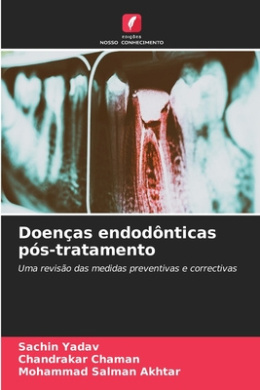 edições
NOSSO CONHECIMENTO
Doenças endodônticas
pós-tratamento
Uma revisão das medidas preventivas e correctivas
Sachin Yadav
Chandrakar Chaman
Mohammad Salman Akhtar